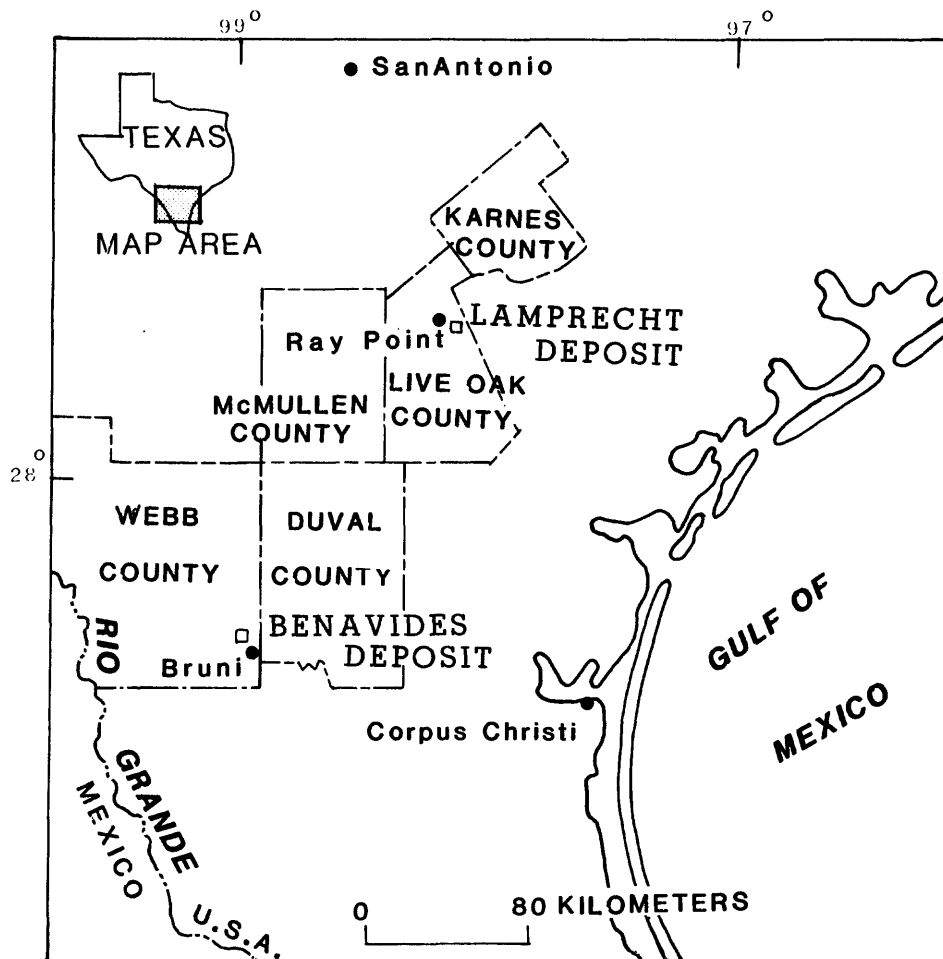 99°
97°
SanAntonio
TEXAS
MAP AREA
KARNES
COUNTY
LAMPRECHT
DEPOSIT
Ray Point
LIVE OAK
COUNTY
McMULLEN
COUNTY
28°
WEBB
COUNTY
DUVAL
COUNTY
BENAVIDES
DEPOSIT
Bruni
RIO
GRANDE
MEXICO
U.S.A.
GULF OF
MEXICO
Corpus Christi
0
80 KILOMETERS